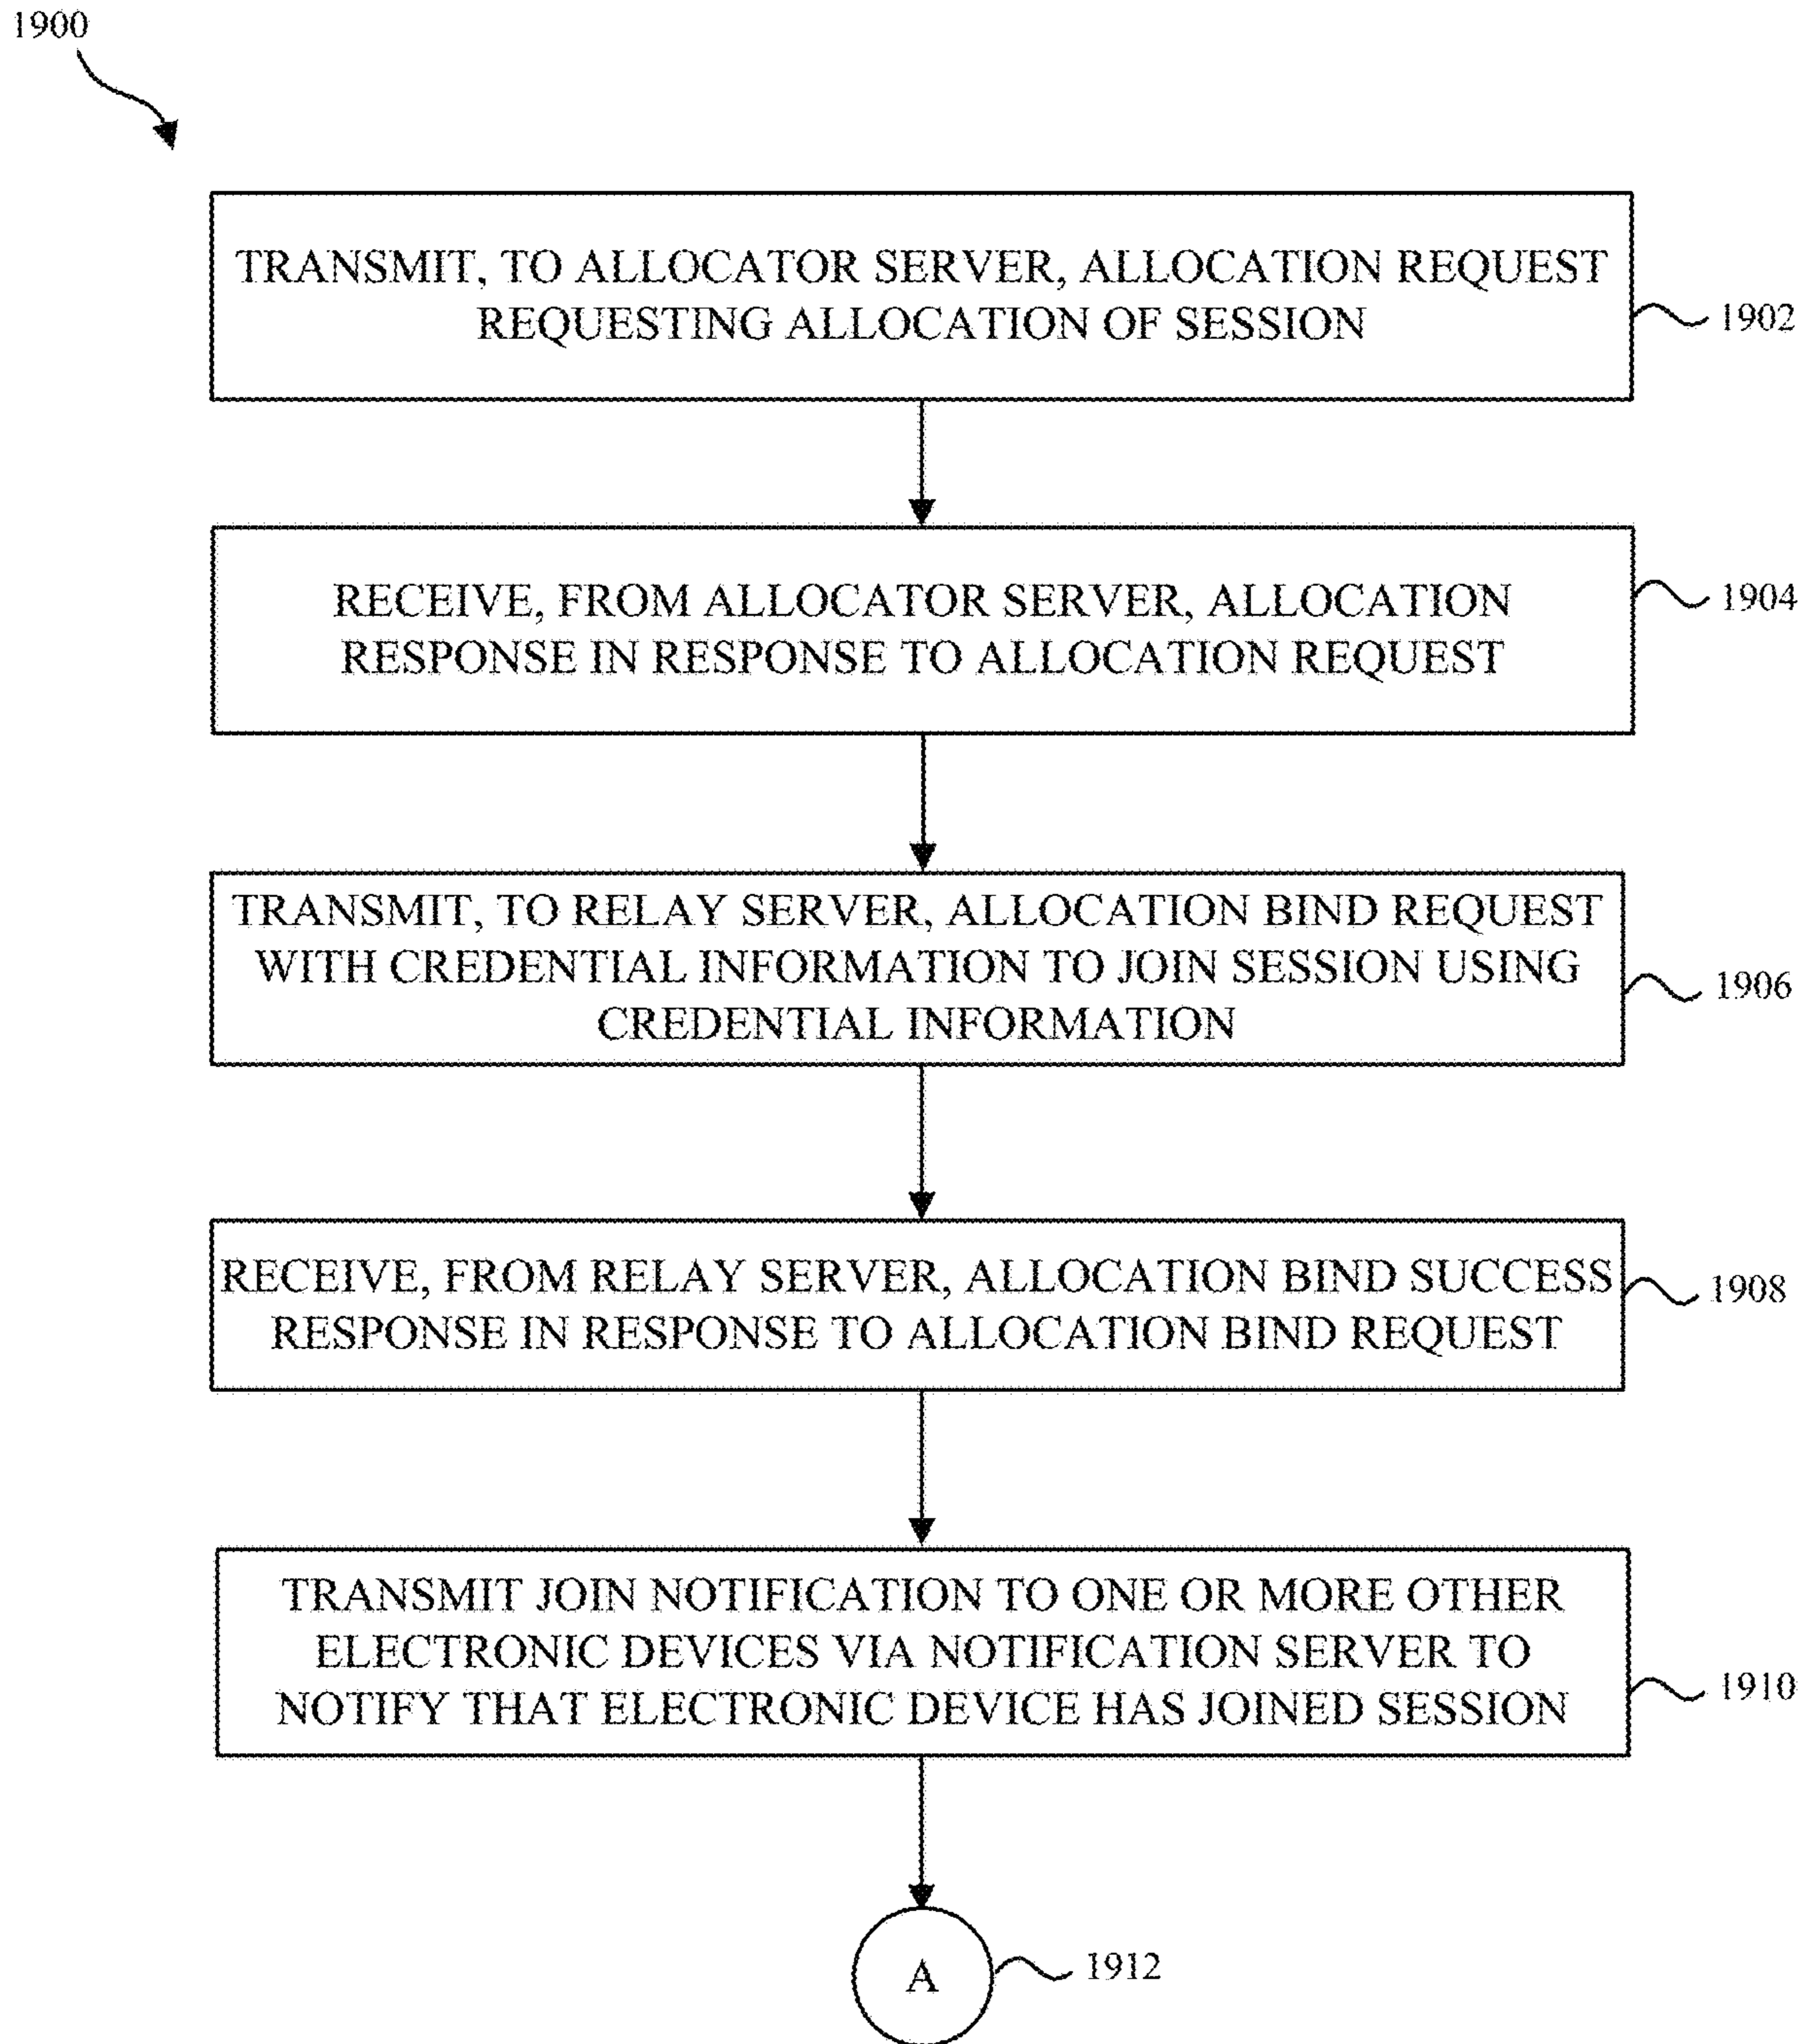 1900
TRANSMIT, TO ALLOCATOR SERVER, ALLOCATION REQUEST
REQUESTING ALLOCATION OF SESSION
1902
RECEIVE, FROM ALLOCATOR SERVER, ALLOCATION
RESPONSE IN RESPONSE TO ALLOCATION REQUEST
1904
TRANSMIT, TO RELAY SERVER, ALLOCATION BIND REQUEST
WITH CREDENTIAL INFORMATION TO JOIN SESSION USING
CREDENTIAL INFORMATION
1906
RECEIVE, FROM RELAY SERVER, ALLOCATION BIND SUCCESS
RESPONSE IN RESPONSE TO ALLOCATION BIND REQUEST
1908
TRANSMIT JOIN NOTIFICATION TO ONE OR MORE OTHER
ELECTRONIC DEVICES VIA NOTIFICATION SERVER TO
NOTIFY THAT ELECTRONIC DEVICE HAS JOINED SESSION
1910
A
1912